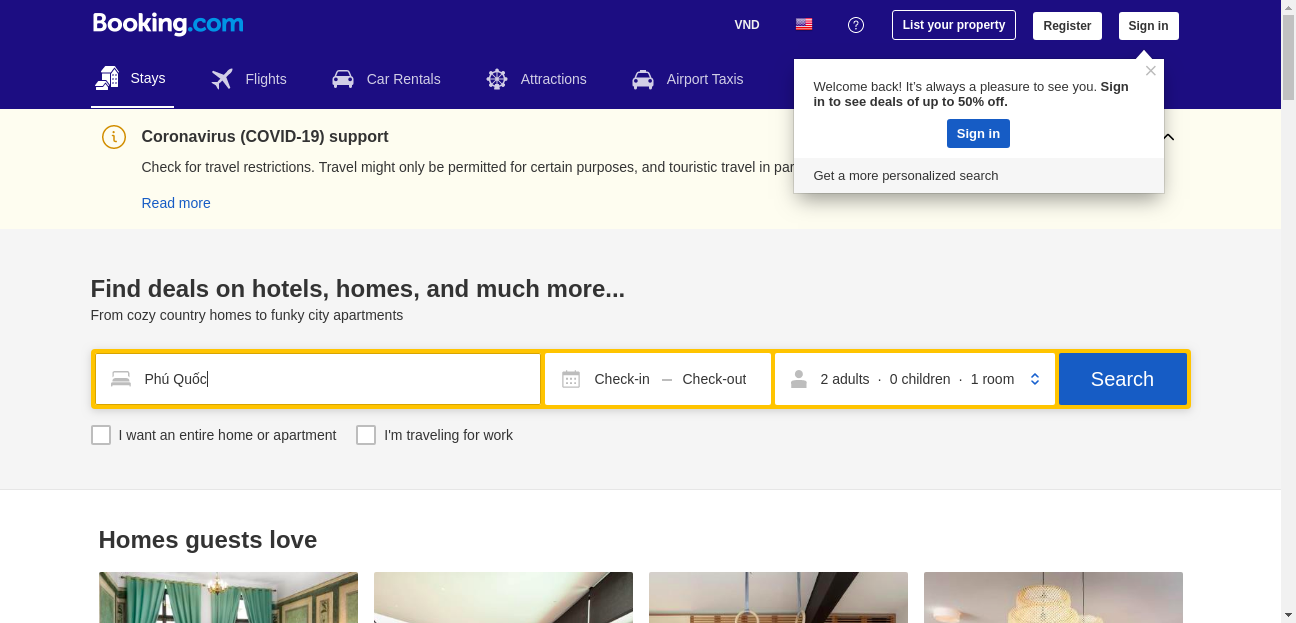 Booking.com
VND
List your property
Register
Sign in
Stays
Flights
Car Rentals
Attractions
Airport Taxis
Welcome back! It's always a pleasure to see you. Sign
in to see deals of up to 50% off.
Sign in
Get a more personalized search
Coronavirus (COVID-19) support
Check for travel restrictions. Travel might only be permitted for certain purposes, and touristic travel in
Read more
Find deals on hotels, homes, and much more...
From cozy country homes to funky city apartments
Phú Quốc
Check-in — Check-out
2 adults · 0 children · 1 room
Search
I want an entire home or apartment
I'm traveling for work
Homes guests love